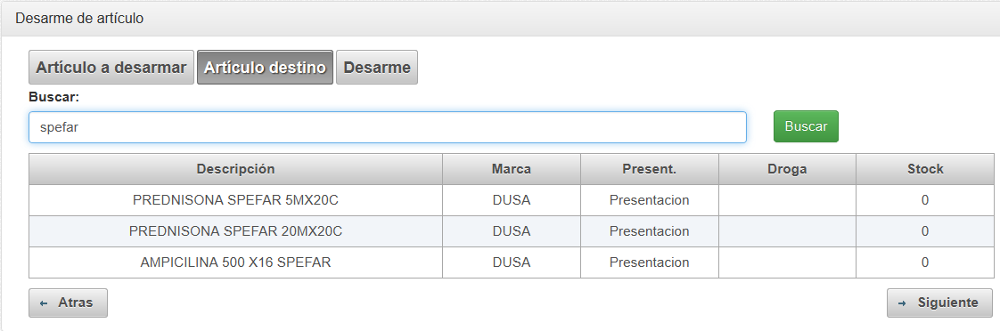 Desarme de artículo
Artículo a desarmar Artículo destino Desarme
Buscar:
spefar Buscar
Descripción Marca Present. Droga Stock
PREDNISONA SPEFAR 5MX20C DUSA Presentacion 0
PREDNISONA SPEFAR 20MX20C DUSA Presentacion 0
AMPICILINA 500 X16 SPEFAR DUSA Presentacion 0
← Atras → Siguiente